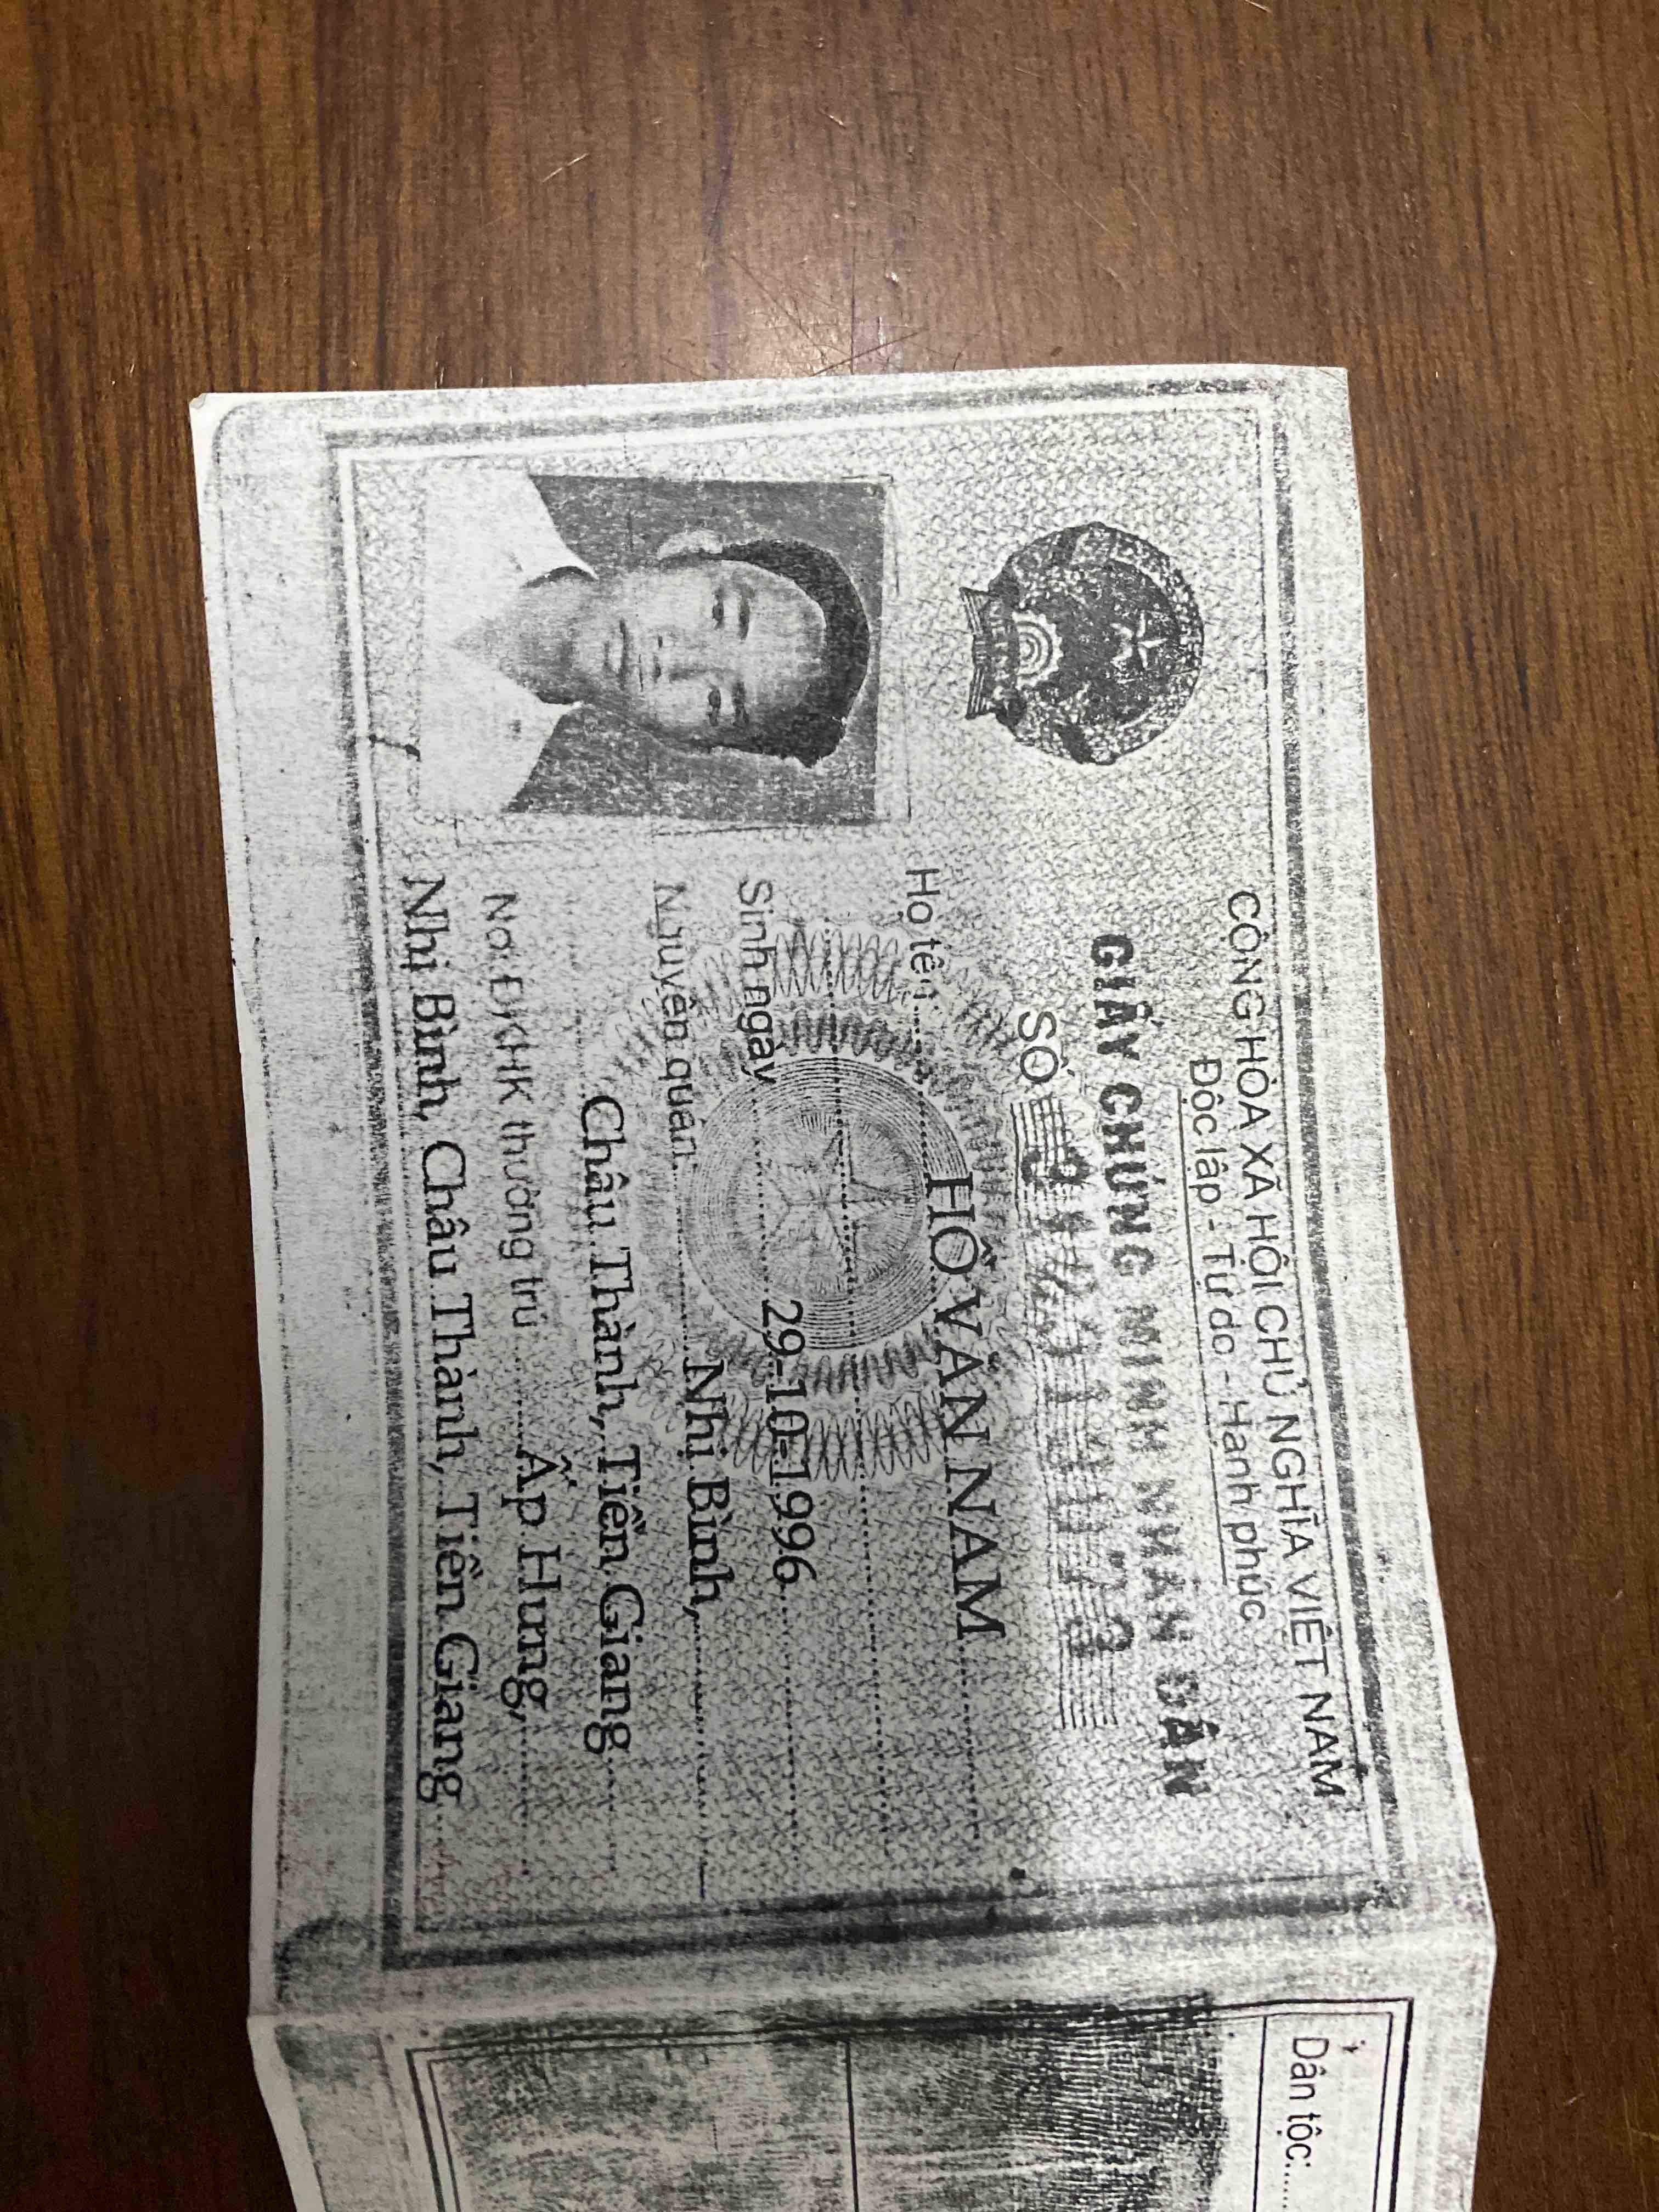 CỘNG HÒA XÃ HỘI CHỦ NGHĨA VIỆT NAM
Độc lập - Tự do - Hạnh phúc
GIẤY CHỨNG MINH NHÂN DÂN
SỐ
Họ tên: HỒ VĂN NAM
Sinh ngày 29-10-1996
Nguyên quán Nhị Bình,
Châu Thành, Tiền Giang
Nơi ĐKHK thường trú Ấp Hưng,
Nhị Bình, Châu Thành, Tiền Giang
Dân tộc: